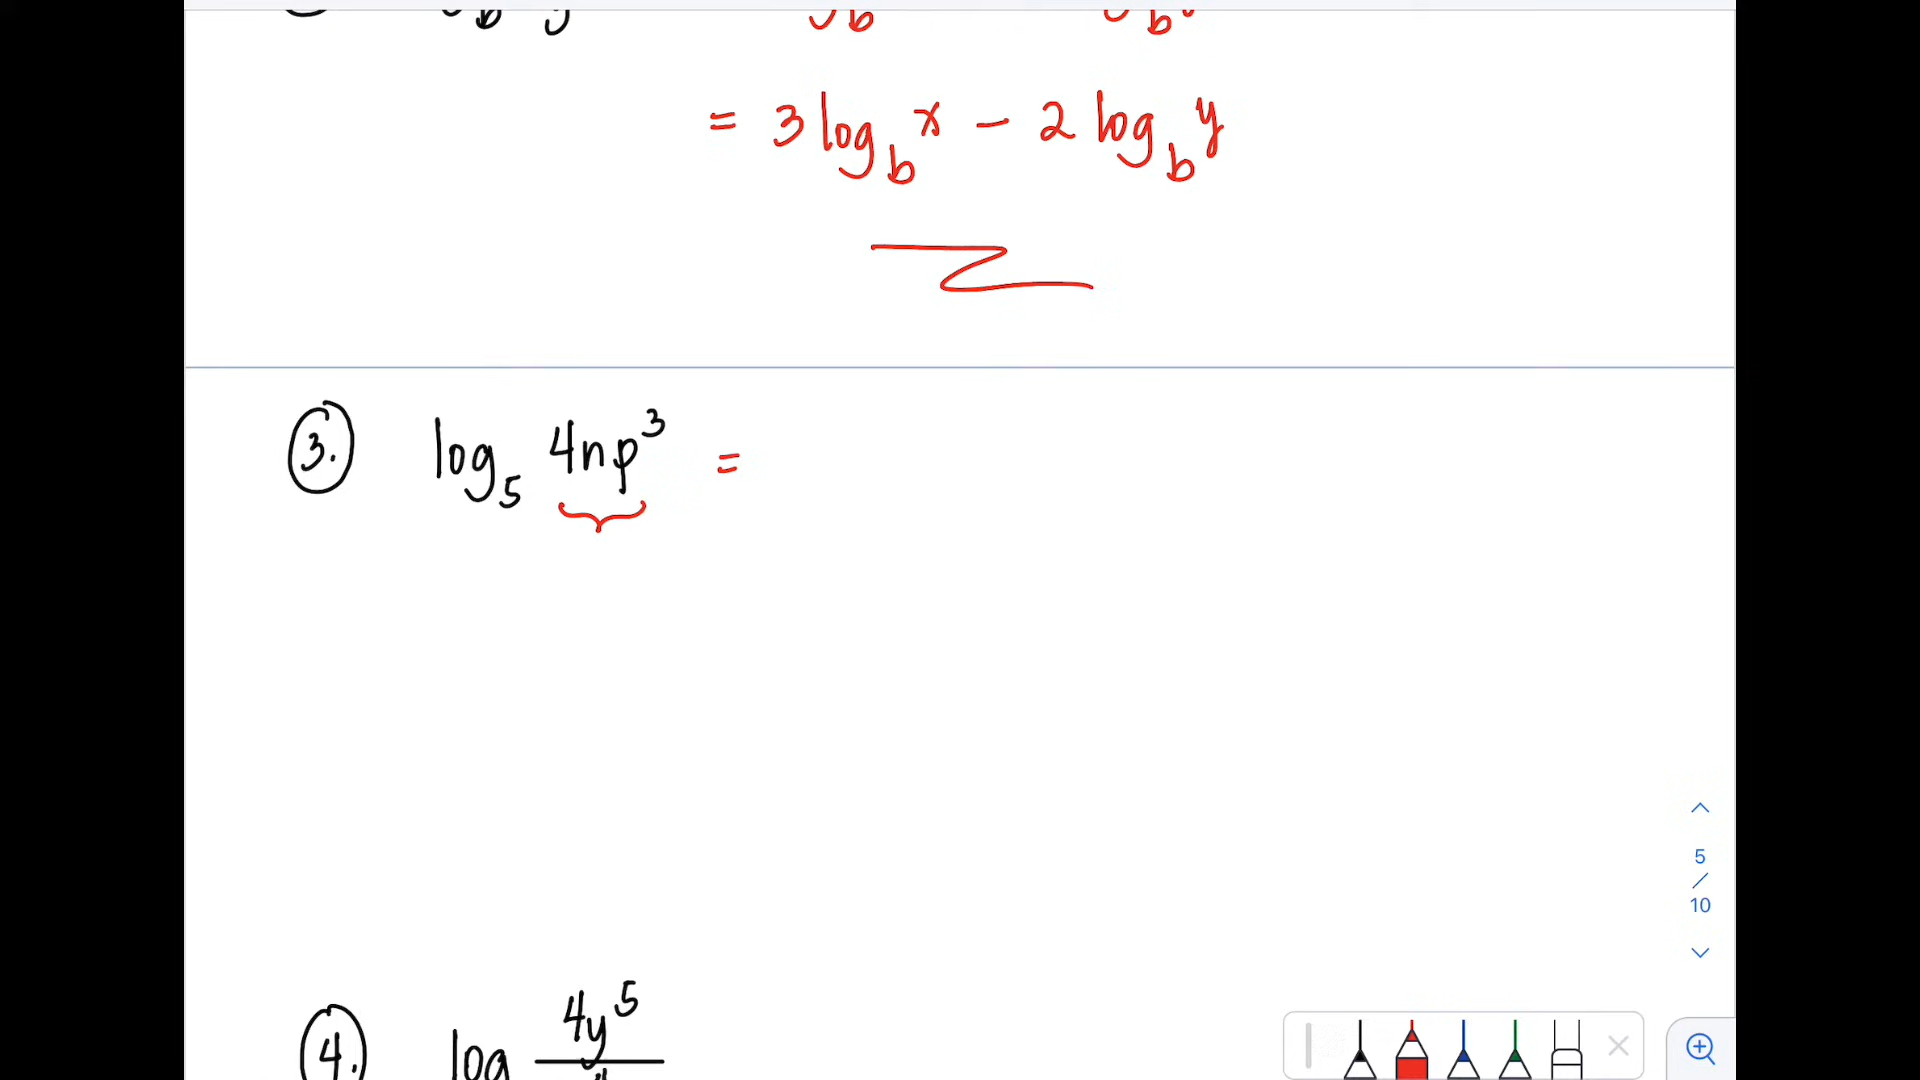 = 3 log_b x - 2 log_b y
3. log_5 4np^3 =
5
/
10
4. log 4y^5